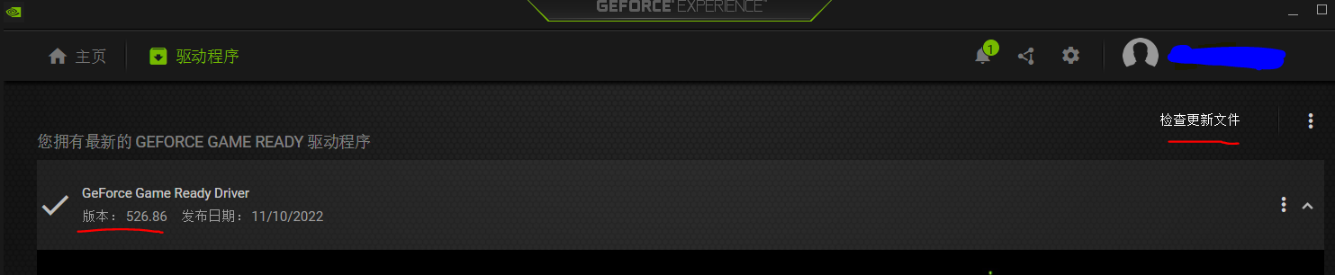 GEFORCE® EXPERIENCE™
主页 驱动程序 1
检查更新文件
您拥有最新的 GEFORCE GAME READY 驱动程序
GeForce Game Ready Driver
版本： 526.86 发布日期： 11/10/2022